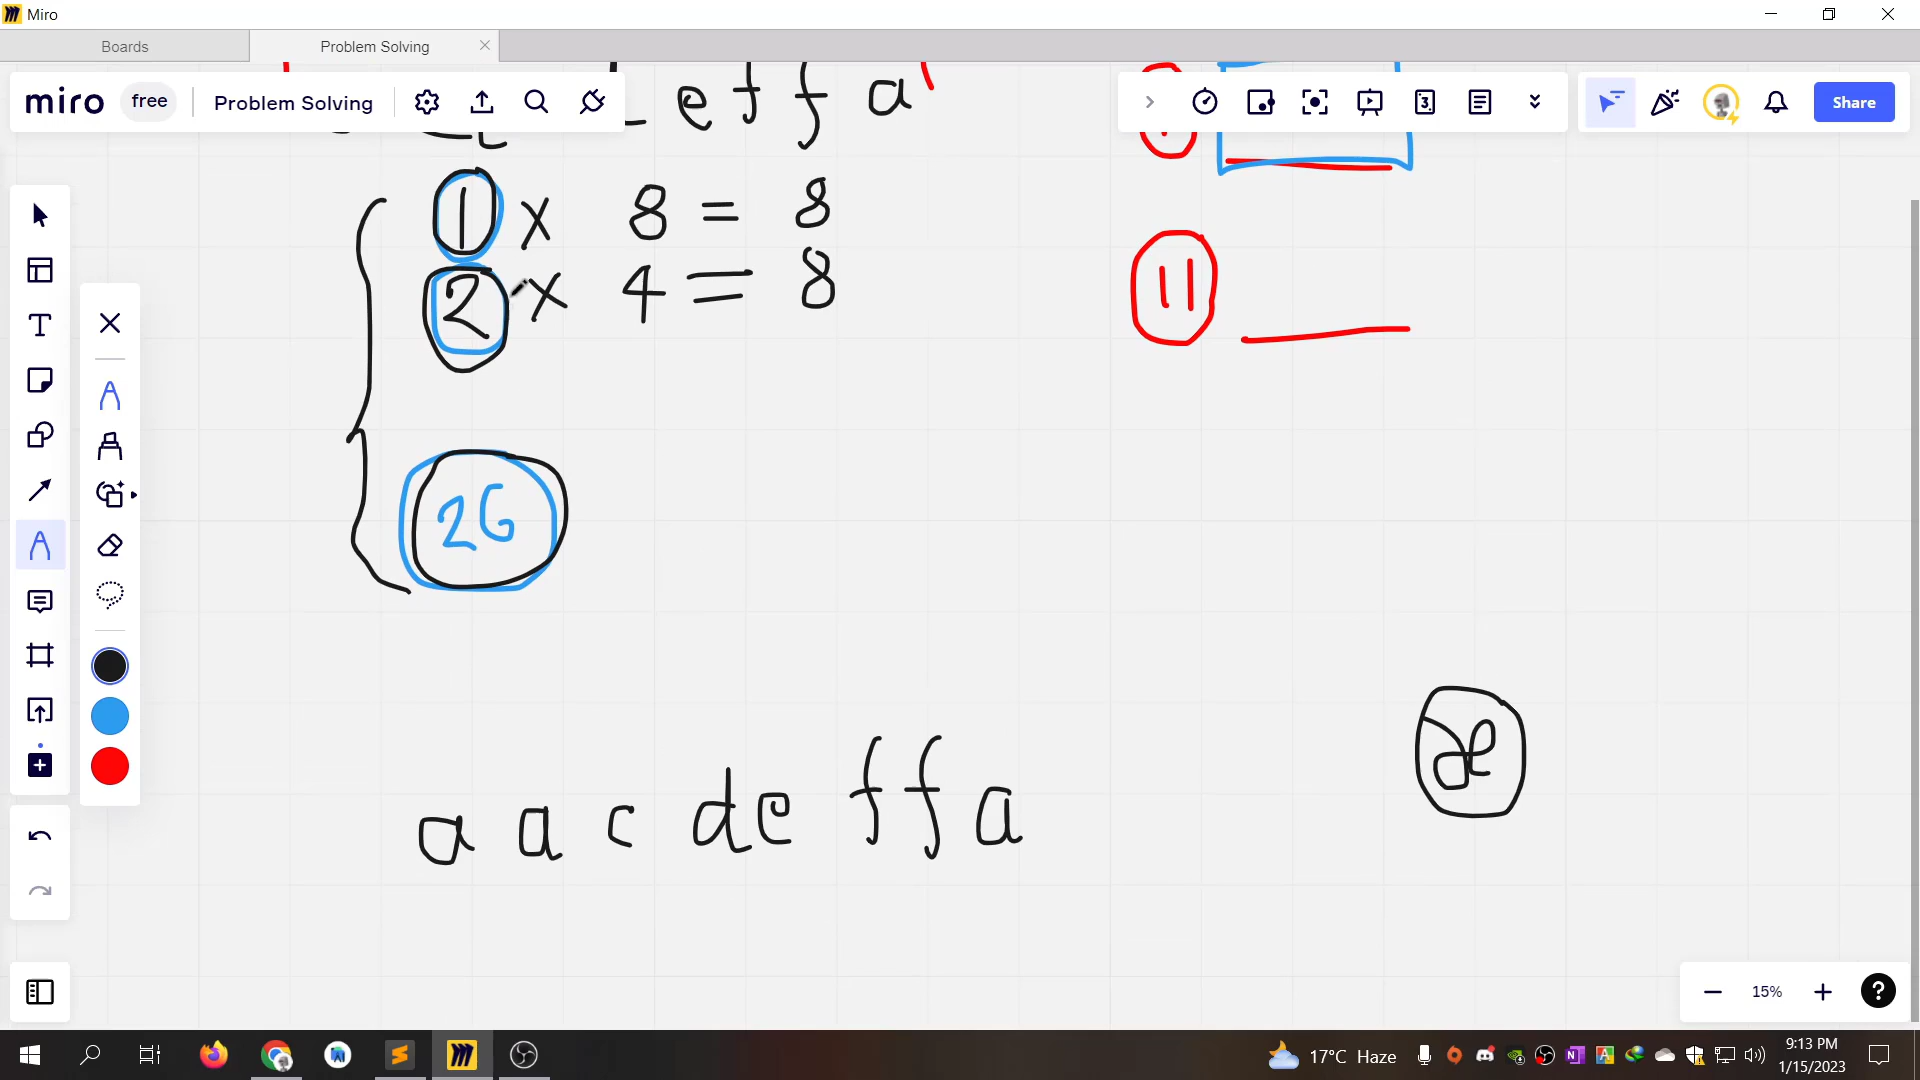 Miro
Boards
Problem Solving
miro
free
Problem Solving
Share
e f f a
1 x 8 = 8
2 x 4 = 8
11
26
a a c d e f f a
15%
17°C Haze
9:13 PM
1/15/2023